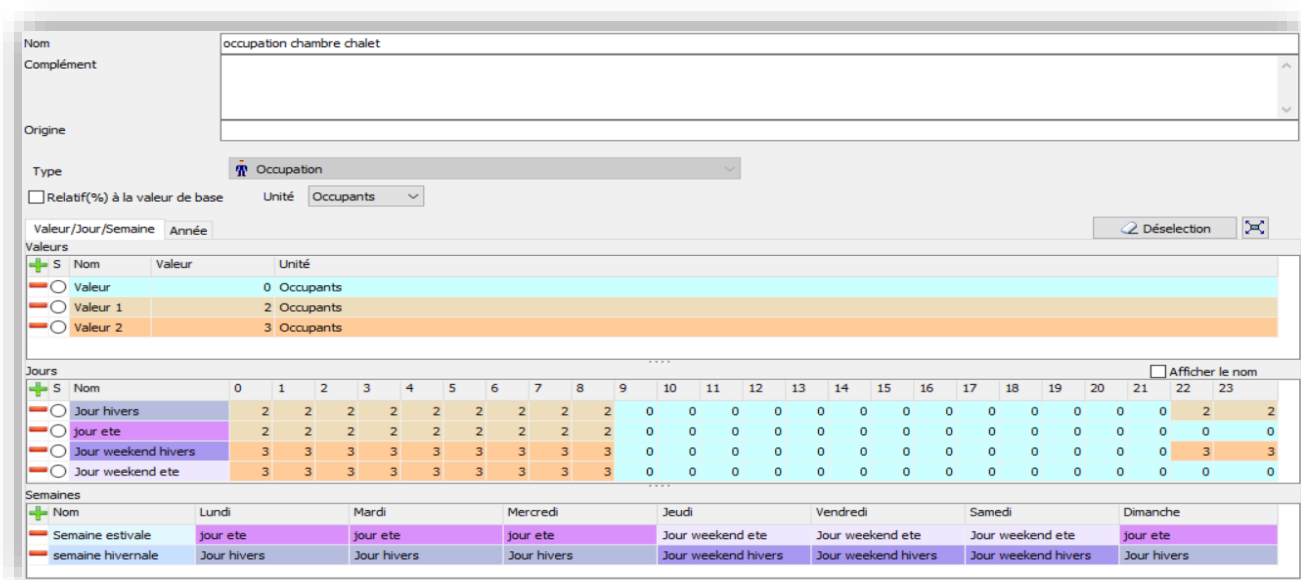 Nom occupation chambre chalet
Complément
Origine
Type Occupation
Relatif(%) à la valeur de base Unité Occupants
Valeur/Jour/Semaine Année Déselection
Valeurs
S Nom Valeur Unité
Valeur 0 Occupants
Valeur 1 2 Occupants
Valeur 2 3 Occupants
Jours Afficher le nom
S Nom 0 1 2 3 4 5 6 7 8 9 10 11 12 13 14 15 16 17 18 19 20 21 22 23
Jour hivers 2 2 2 2 2 2 2 2 2 0 0 0 0 0 0 0 0 0 0 0 0 0 2 2
jour ete 2 2 2 2 2 2 2 2 2 0 0 0 0 0 0 0 0 0 0 0 0 0 0 0
Jour weekend hivers 3 3 3 3 3 3 3 3 3 0 0 0 0 0 0 0 0 0 0 0 0 0 3 3
Jour weekend ete 3 3 3 3 3 3 3 3 3 0 0 0 0 0 0 0 0 0 0 0 0 0 0 0
Semaines
Nom Lundi Mardi Mercredi Jeudi Vendredi Samedi Dimanche
Semaine estivale jour ete jour ete jour ete Jour weekend ete Jour weekend ete Jour weekend ete jour ete
semaine hivernale Jour hivers Jour hivers Jour hivers Jour weekend hivers Jour weekend hivers Jour weekend hivers Jour hivers